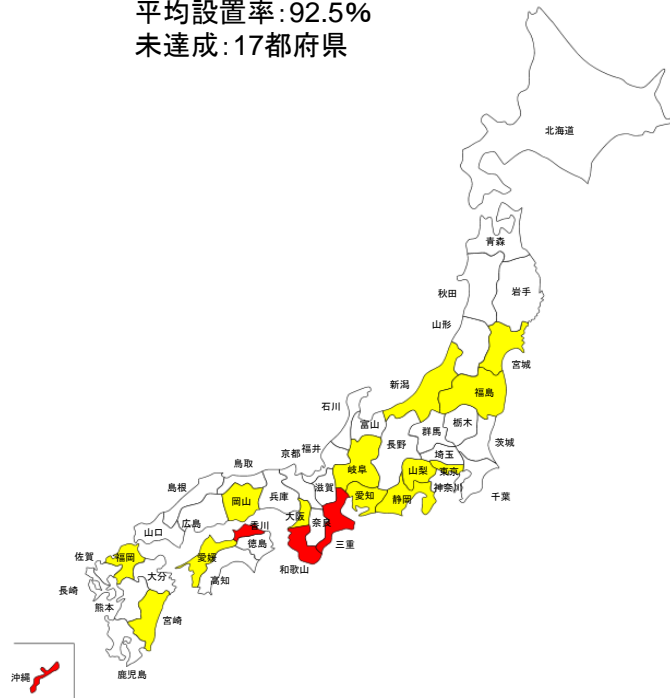 平均設置率：92.5%
未達成：17都府県
北海道
青森
秋田
岩手
山形
宮城
新潟
福島
石川
富山
栃木
群馬
長野
茨城
福井
埼玉
京都
鳥取
岐阜
山梨
東京
滋賀
神奈川
島根
兵庫
愛知
静岡
千葉
岡山
大阪
広島
香川
奈良
山口
徳島
三重
佐賀
福岡
愛媛
和歌山
大分
高知
長崎
熊本
宮崎
鹿児島
沖縄